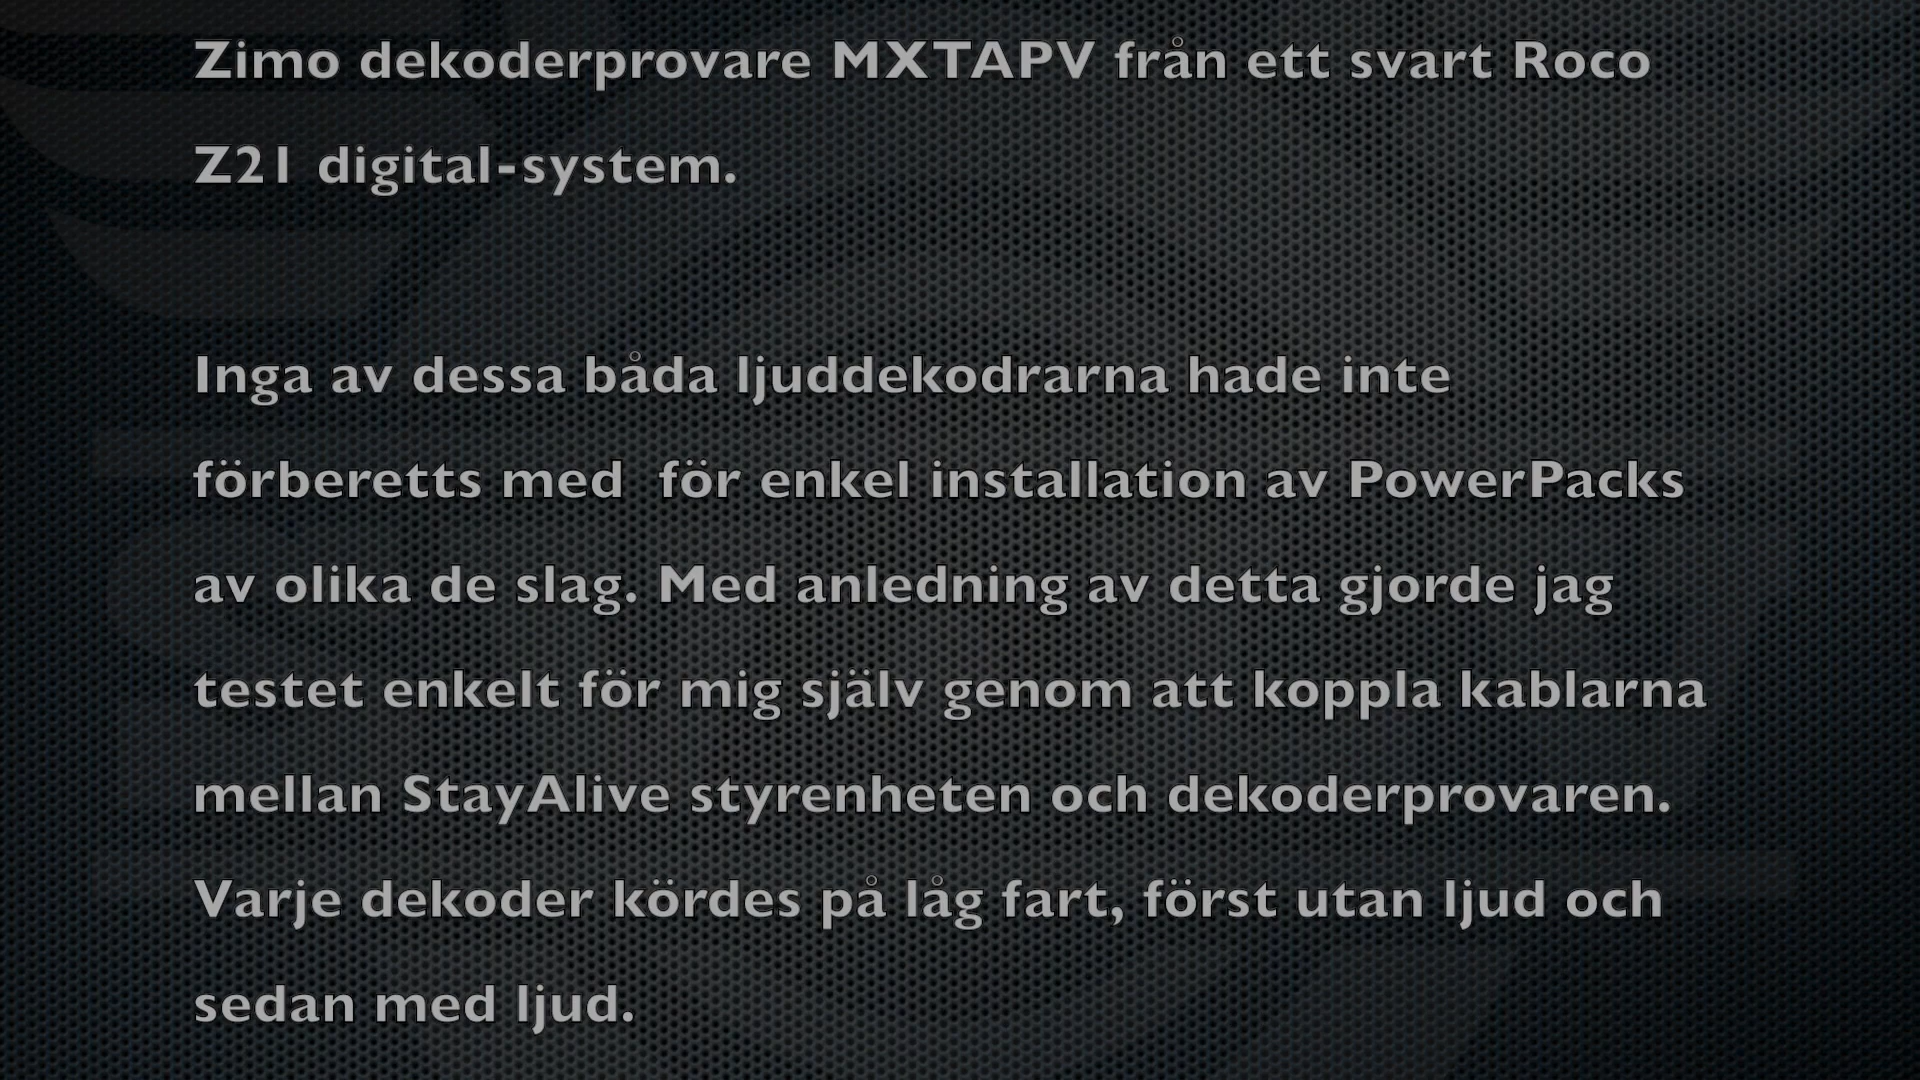 Zimo dekoderprovare MXTAPV från ett svart Roco
Z21 digital-system.
Inga av dessa båda ljuddekodrarna hade inte
förberetts med  för enkel installation av PowerPacks
av olika de slag. Med anledning av detta gjorde jag
testet enkelt för mig själv genom att koppla kablarna
mellan StayAlive styrenheten och dekoderprovaren.
Varje dekoder kördes på låg fart, först utan ljud och
sedan med ljud.